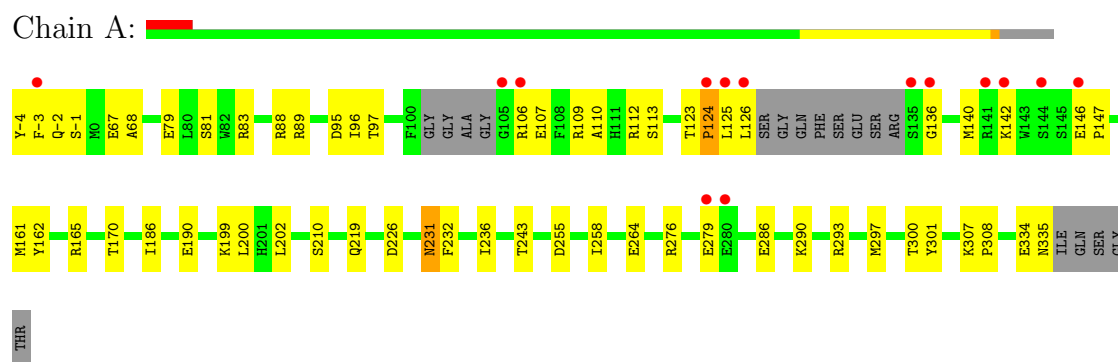 Chain A:
Y-4 F-3 Q-2 S-1 M0 E67 A68 E79 L80 S81 W82 R83 R88 R89 D95 I96 T97 F100 GLY GLY ALA GLY G105 R106 E107 F108 R109 A110 H111 R112 S113 T123 P124 L125 L126 SER GLY GLN PHE SER GLU SER ARG S135 G136 M140 R141 K142 W143 S144 S145 E146 P147
M161 Y162 R165 T170 I186 E190 K199 L200 H201 L202 S210 Q219 D226 N231 F232 I236 T243 D255 I258 E264 R276 E279 E280 E286 K290 R293 M297 T300 Y301 K307 P308 E334 N335 ILE GLN SER GLY
THR